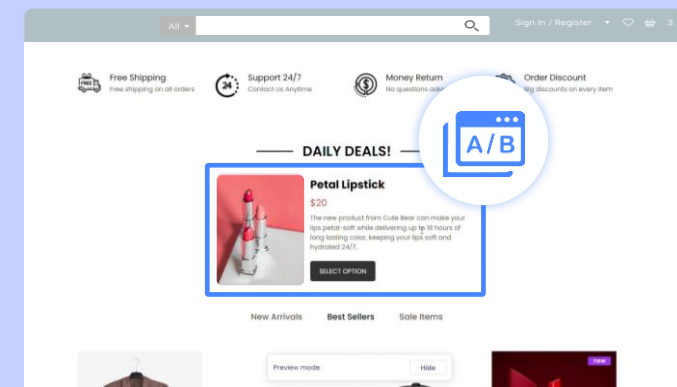 All
Sign In / Register
3
Free Shipping
Free shipping on all orders
FREE
Support 24/7
Contact Us Anytime
24
Money Return
No questions
Order Discount
discounts on every item
A/B
DAILY DEALS!
Petal Lipstick
$20
The new product from Cute Bear can make your
lips petal-soft while delivering up to 18 hours of
long lasting color, keeping your lips soft and
hydrated 24/7.
SELECT OPTION
New Arrivals Best Sellers Sale Items
Preview mode Hide
new